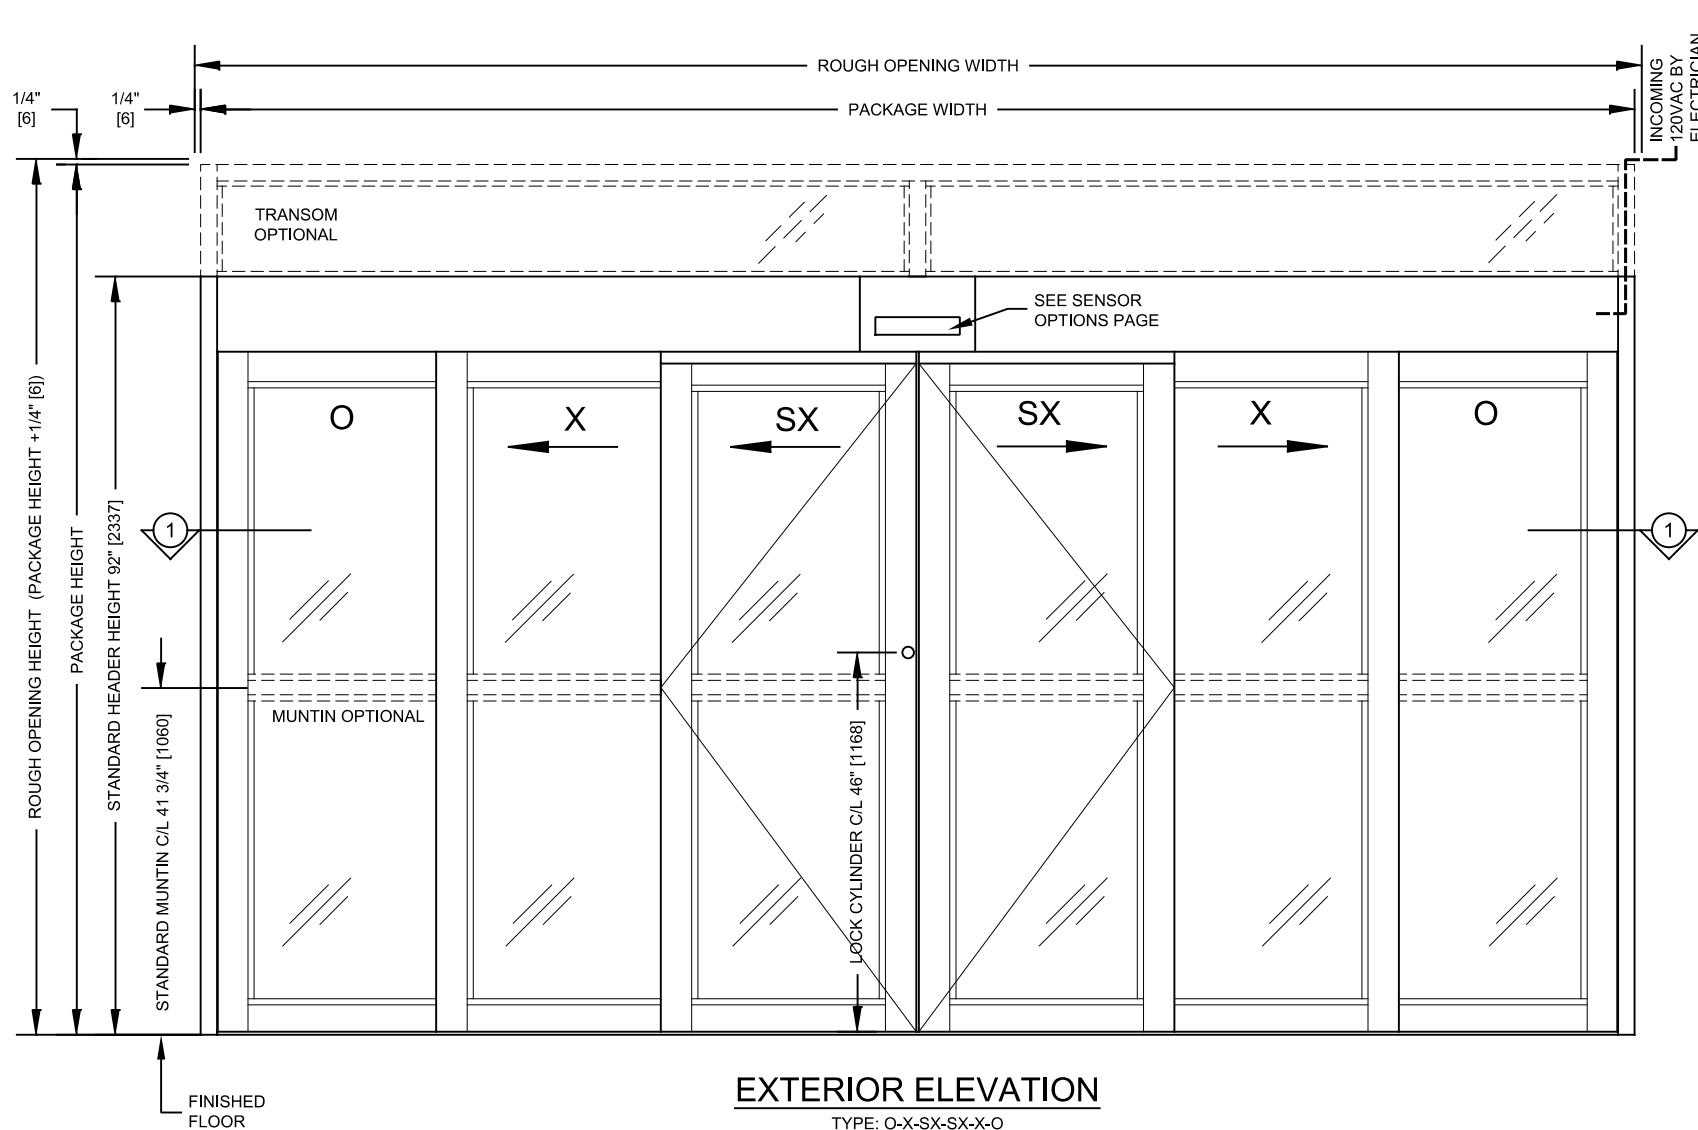 ROUGH OPENING WIDTH
PACKAGE WIDTH
1/4"
[6]
1/4"
[6]
INCOMING
120VAC BY
ELECTRICIAN
TRANSOM
OPTIONAL
SEE SENSOR
OPTIONS PAGE
O
X
SX
SX
X
O
1
1
ROUGH OPENING HEIGHT (PACKAGE HEIGHT +1/4" [6])
PACKAGE HEIGHT
STANDARD HEADER HEIGHT 92" [2337]
STANDARD MUNTIN C/L 41 3/4" [1060]
MUNTIN OPTIONAL
LOCK CYLINDER C/L 46" [1168]
FINISHED
FLOOR
EXTERIOR ELEVATION
TYPE: O-X-SX-SX-X-O